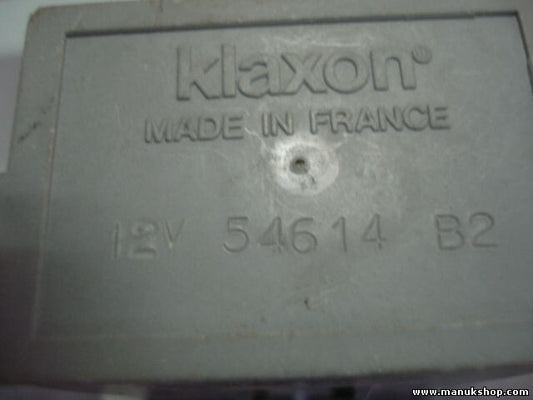 klaxon®
MADE IN FRANCE
12V 54614 B2
www.manukshop.com